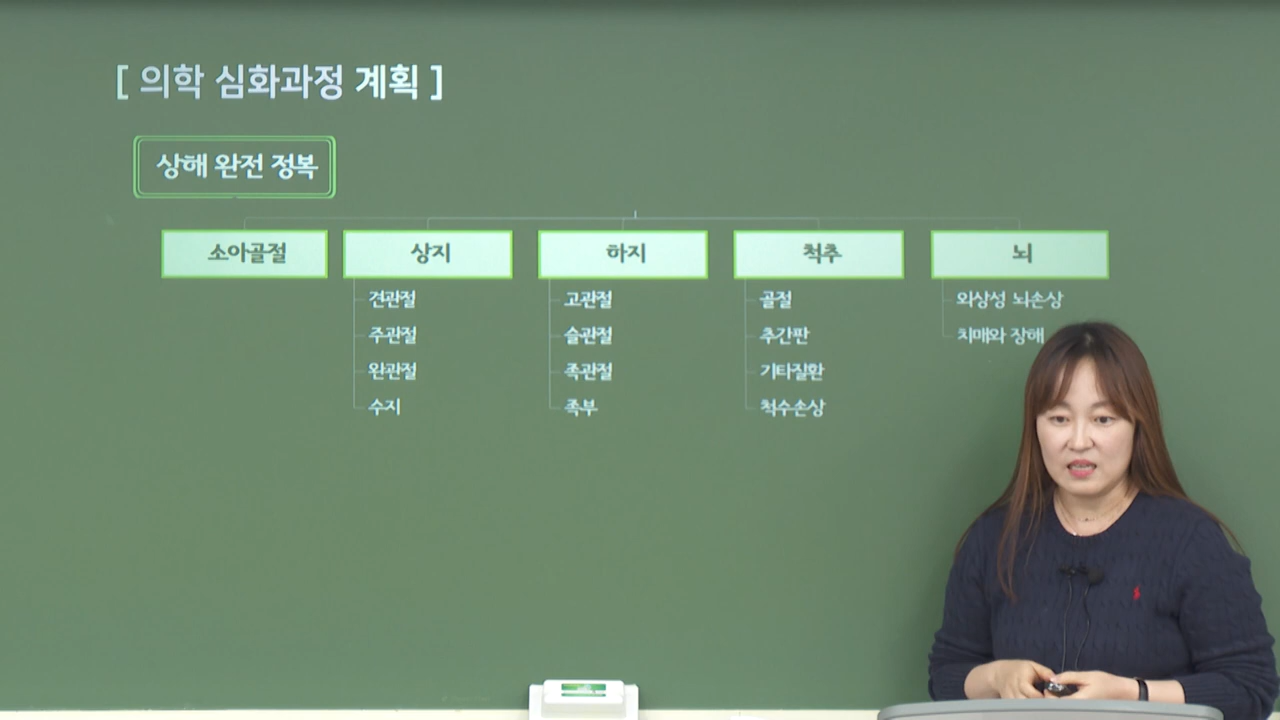 [ 의학 심화과정 계획 ]
상해 완전 정복
소아골절
상지
견관절
주관절
완관절
수지
하지
고관절
슬관절
족관절
족부
척추
골절
추간판
기타질환
척수손상
뇌
외상성 뇌손상
치매와 장해